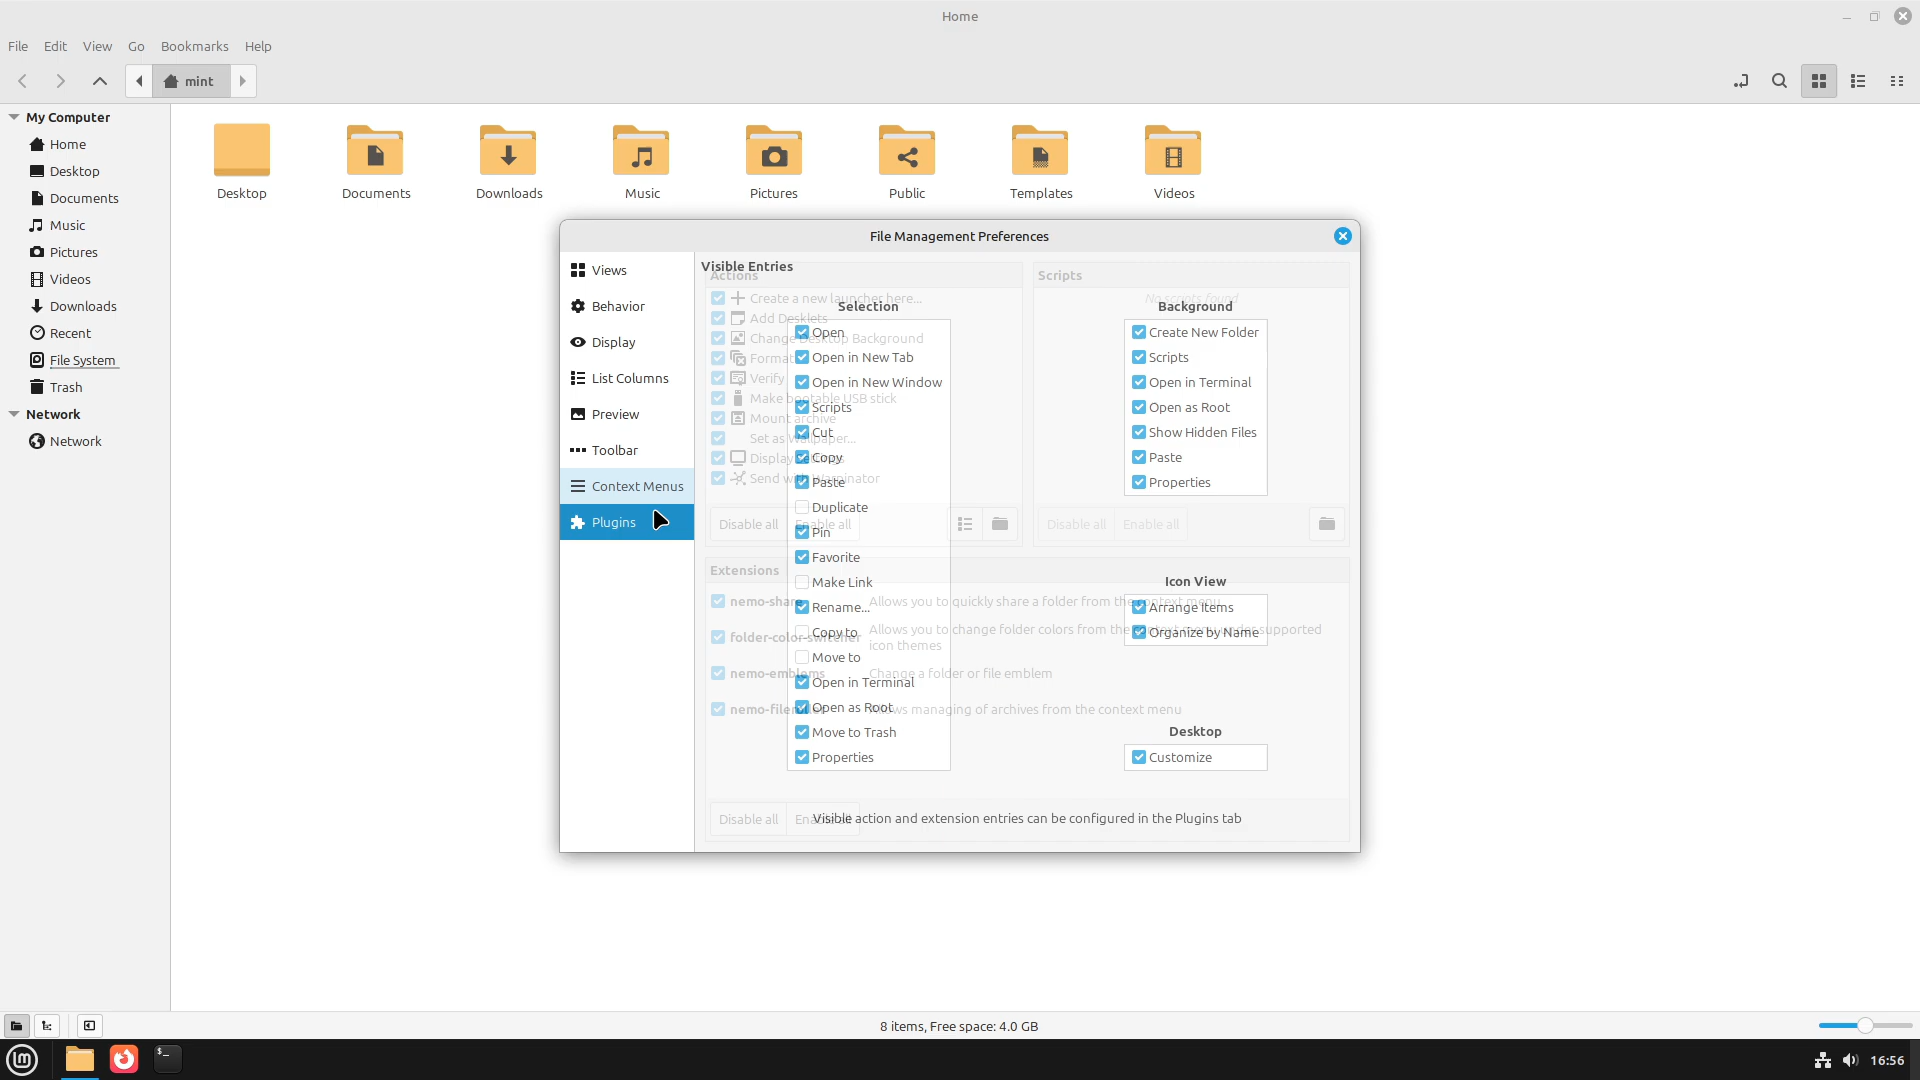 Home
File Edit View Go Bookmarks Help
mint
My Computer
Home
Desktop
Documents
Music
Pictures
Videos
Downloads
Recent
File System
Trash
Network
Network
Desktop
Documents
Downloads
Music
Pictures
Public
Templates
Videos
File Management Preferences
Views
Behavior
Display
List Columns
Preview
Toolbar
Context Menus
Plugins
Visible Entries
Selection
Open
Open in New Tab
Open in New Window
Scripts
Cut
Copy
Paste
Duplicate
Pin
Favorite
Make Link
Rename...
Copy to
Move to
Open in Terminal
Open as Root
Move to Trash
Properties
Background
Create New Folder
Scripts
Open in Terminal
Open as Root
Show Hidden Files
Paste
Properties
Icon View
Arrange Items
Organize by Name
Desktop
Customize
Visible action and extension entries can be configured in the Plugins tab
Actions
Create a new launcher here...
Add Desklets
Change Desktop Background
Format
Verify
Make bootable USB stick
Mount archive
Set as Wallpaper...
Display Settings
Send with Warpinator
Disable all
Enable all
Scripts
No scripts found
Disable all
Enable all
Extensions
nemo-share
Allows you to quickly share a folder from the context menu
folder-color-switcher
Allows you to change folder colors from the context menu under supported
icon themes
nemo-emblems
Change a folder or file emblem
Allows managing of archives from the context menu
Disable all
Enable all
8 items, Free space: 4.0 GB
16:56